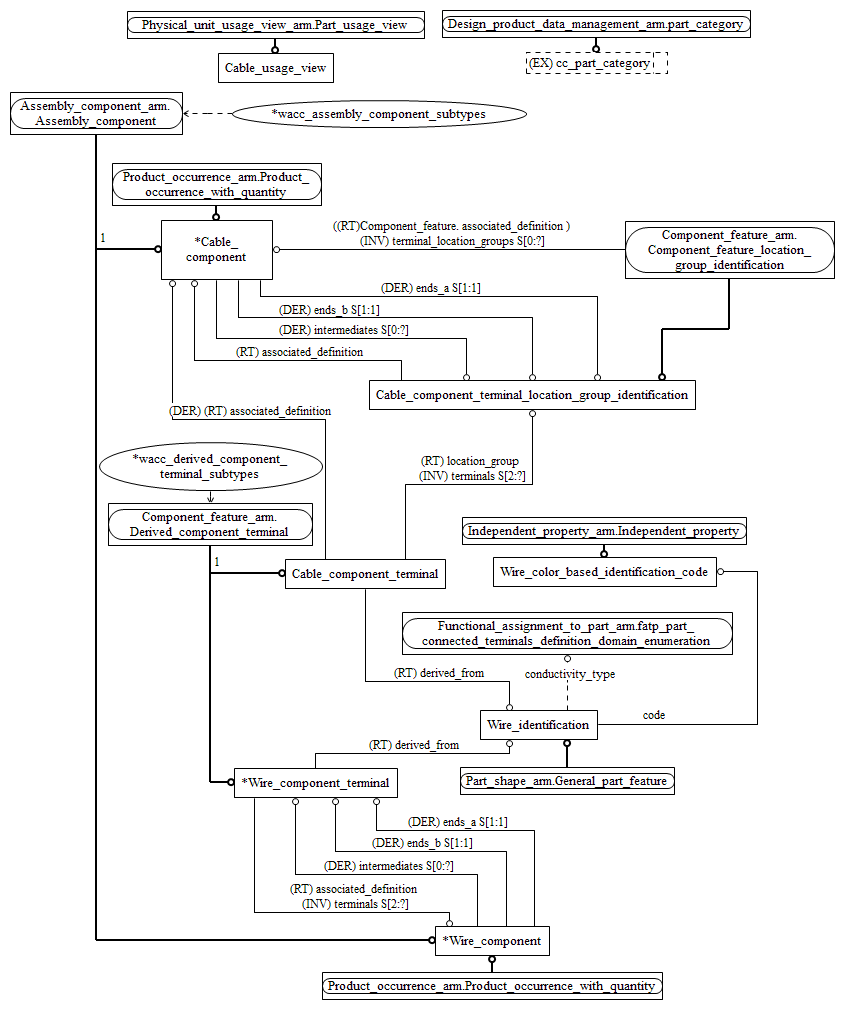 Physical_unit_usage_view_arm.Part_usage_view
Design_product_data_management_arm.part_category
Cable_usage_view
(EX) cc_part_category
Assembly_component_arm.
Assembly_component
*wacc_assembly_component_subtypes
Product_occurrence_arm.Product_
occurrence_with_quantity
1
*Cable_
component
((RT)Component_feature. associated_definition )
(INV) terminal_location_groups S[0:?]
Component_feature_arm.
Component_feature_location_
group_identification
(DER) ends_a S[1:1]
(DER) ends_b S[1:1]
(DER) intermediates S[0:?]
(RT) associated_definition
Cable_component_terminal_location_group_identification
(DER) (RT) associated_definition
*wacc_derived_component_
terminal_subtypes
(RT) location_group
(INV) terminals S[2:?]
Component_feature_arm.
Derived_component_terminal
Independent_property_arm.Independent_property
1
Cable_component_terminal
Wire_color_based_identification_code
Functional_assignment_to_part_arm.fatp_part_
connected_terminals_definition_domain_enumeration
(RT) derived_from
conductivity_type
code
Wire_identification
(RT) derived_from
*Wire_component_terminal
Part_shape_arm.General_part_feature
(DER) ends_a S[1:1]
(DER) ends_b S[1:1]
(DER) intermediates S[0:?]
(RT) associated_definition
(INV) terminals S[2:?]
*Wire_component
Product_occurrence_arm.Product_occurrence_with_quantity